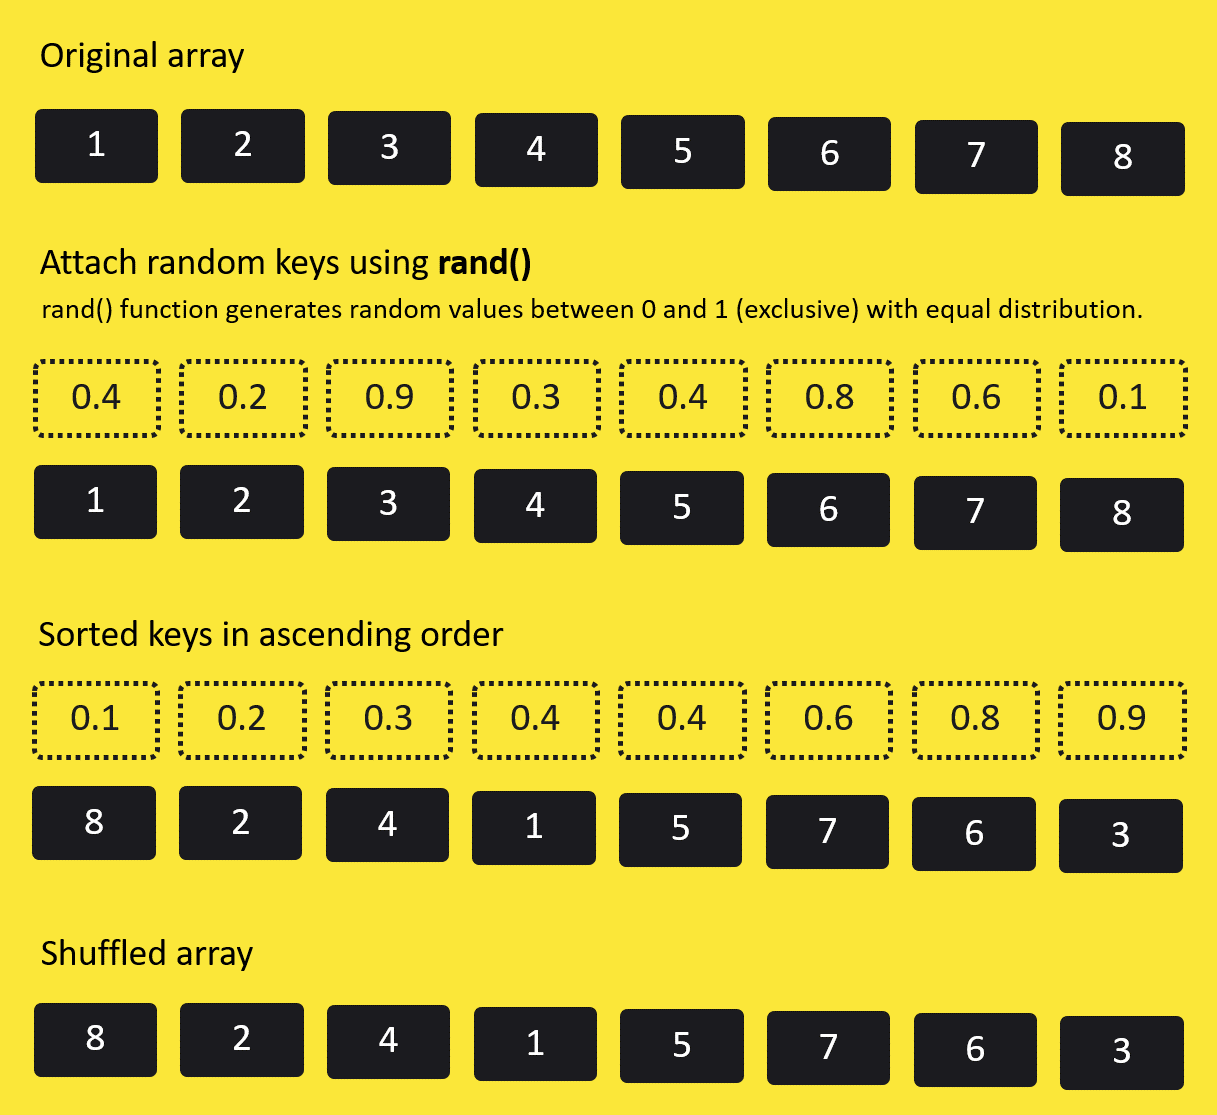 Original array
1 2 3 4 5 6 7 8
Attach random keys using rand()
rand() function generates random values between 0 and 1 (exclusive) with equal distribution.
0.4 0.2 0.9 0.3 0.4 0.8 0.6 0.1
1 2 3 4 5 6 7 8
Sorted keys in ascending order
0.1 0.2 0.3 0.4 0.4 0.6 0.8 0.9
8 2 4 1 5 7 6 3
Shuffled array
8 2 4 1 5 7 6 3